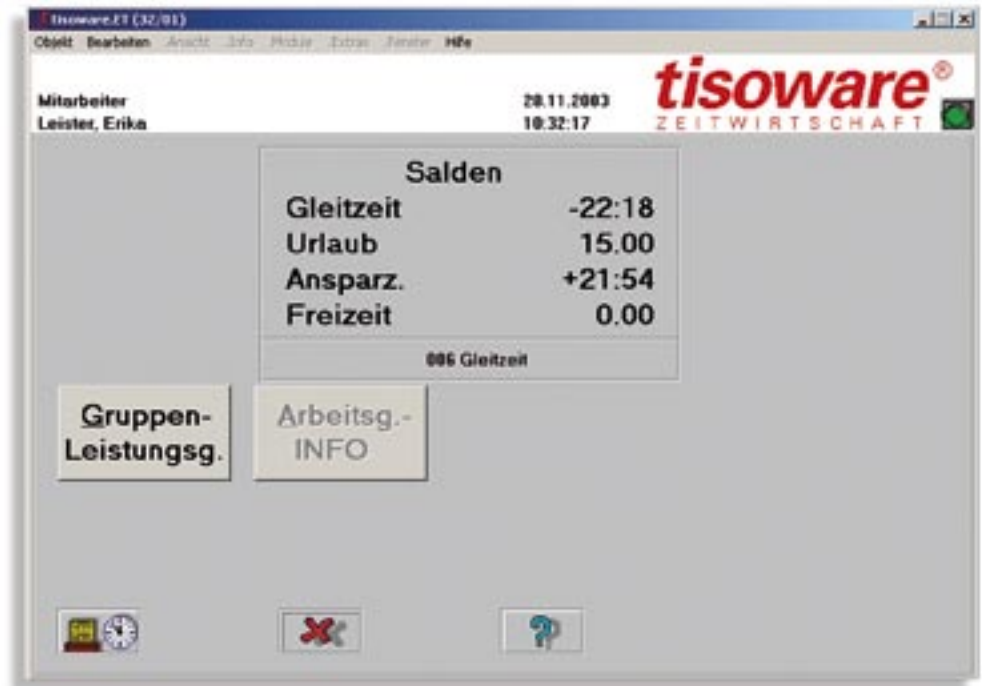 tisoware.ET (32/01)
Objekt Bearbeiten Ansicht Info Module Extras Fenster Hilfe
tisoware®
ZEITWIRTSCHAFT
Mitarbeiter
Leister, Erika
20.11.2003
10:32:17
Salden
Gleitzeit -22:18
Urlaub 15.00
Ansparz. +21:54
Freizeit 0.00
006 Gleitzeit
Gruppen-
Leistungsg.
Arbeitsg.-
INFO